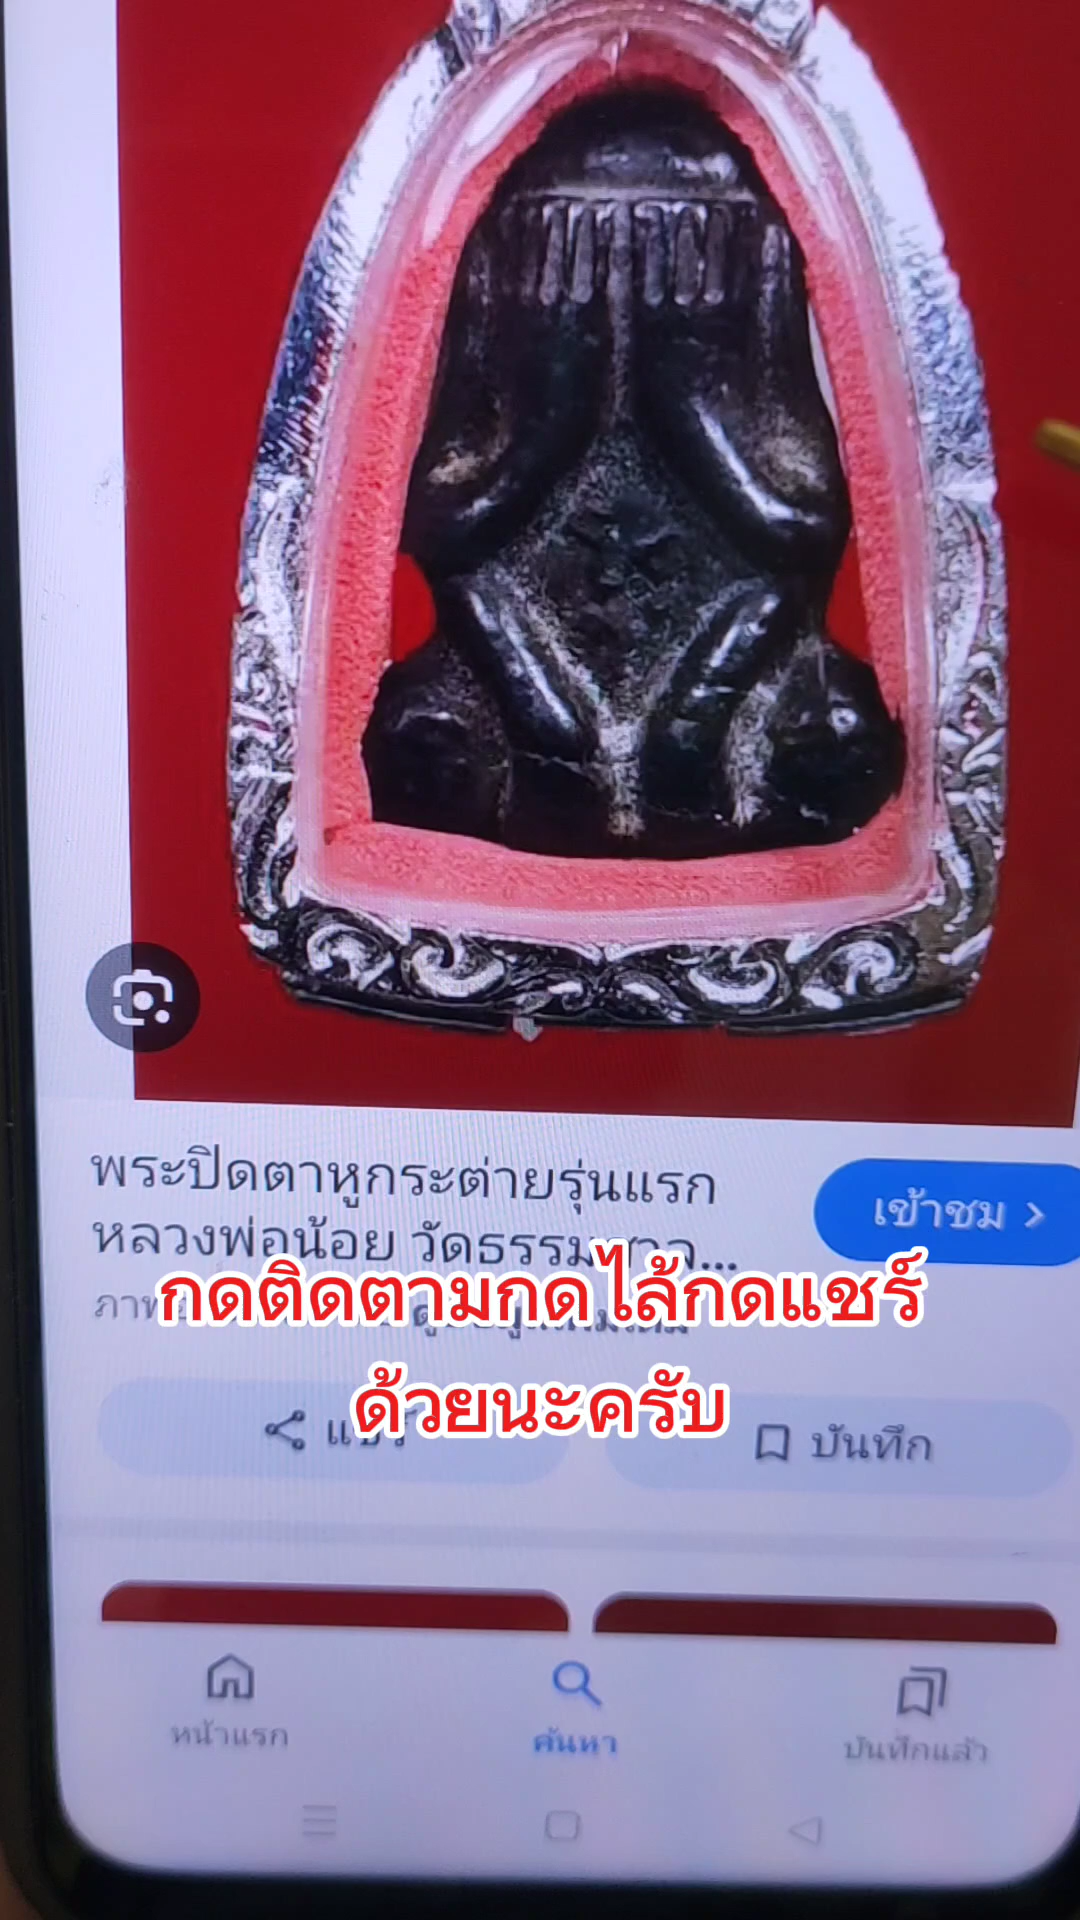 พระปิดตาหูกระต่ายรุ่นแรก
หลวงพ่อน้อย วัดธรรมศาล...
เข้าชม >
กดติดตามกดไล้กดแชร์
ด้วยนะครับ
แชร์
บันทึก
หน้าแรก
ค้นหา
บันทึกแล้ว